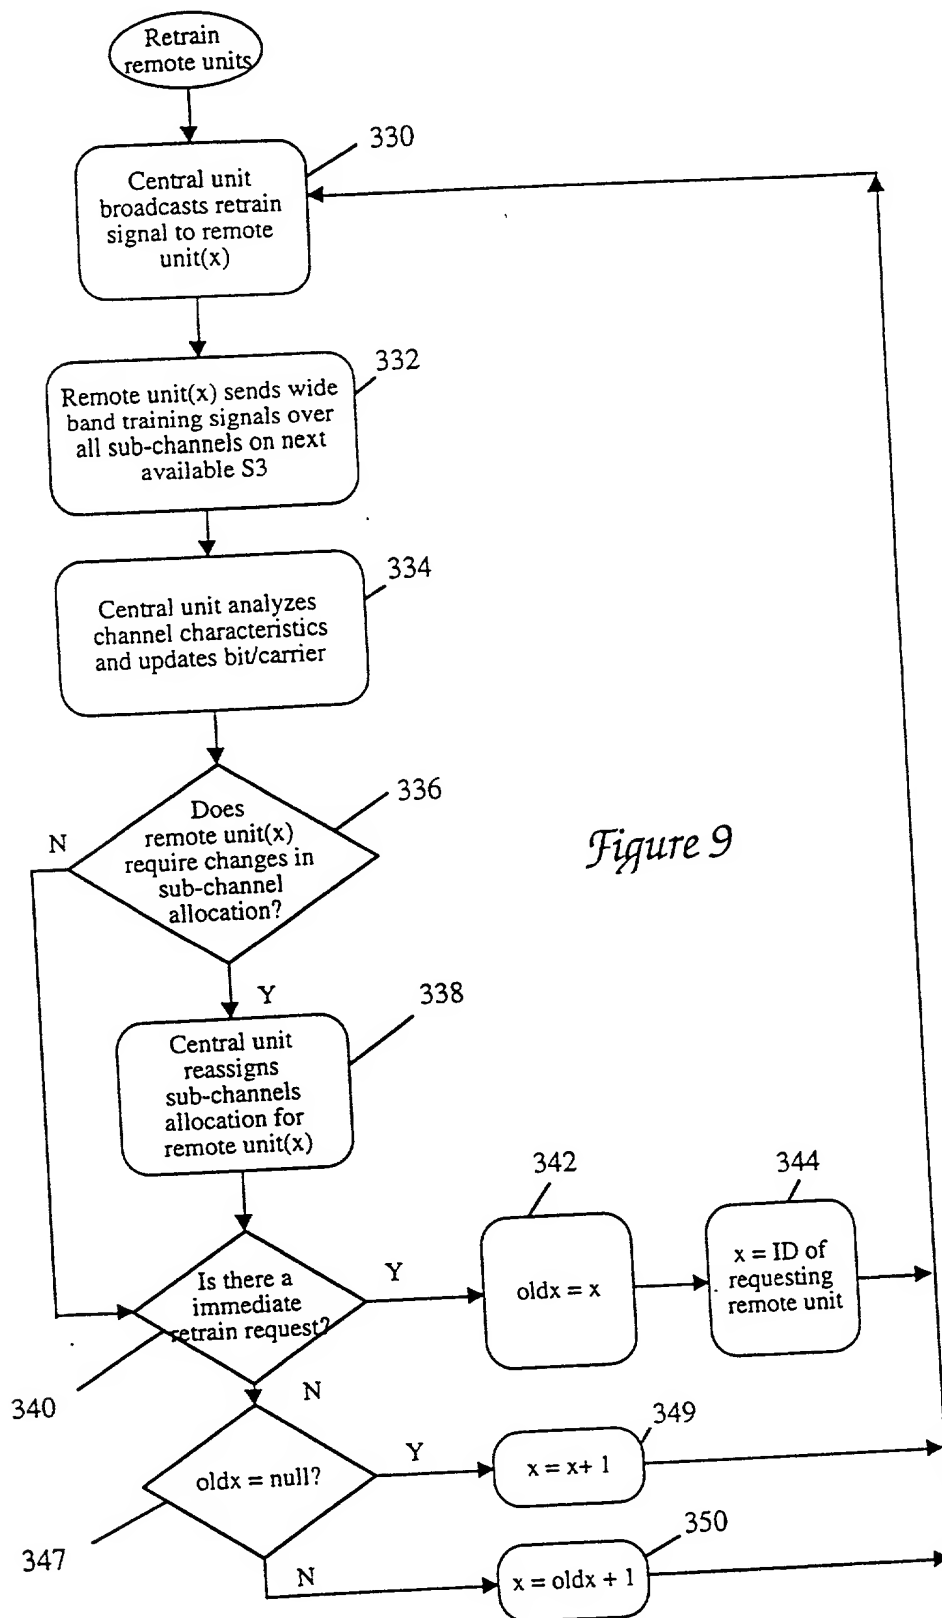 Retrain
remote units
330
Central unit
broadcasts retrain
signal to remote
unit(x)
332
Remote unit(x) sends wide
band training signals over
all sub-channels on next
available S3
334
Central unit analyzes
channel characteristics
and updates bit/carrier
336
Does
remote unit(x)
require changes in
sub-channel
allocation?
N
Figure 9
Y
338
Central unit
reassigns
sub-channels
allocation for
remote unit(x)
342
344
Is there a
immediate
retrain request?
Y
oldx = x
x = ID of
requesting
remote unit
340
N
349
oldx = null?
Y
x = x+ 1
347
350
N
x = oldx + 1